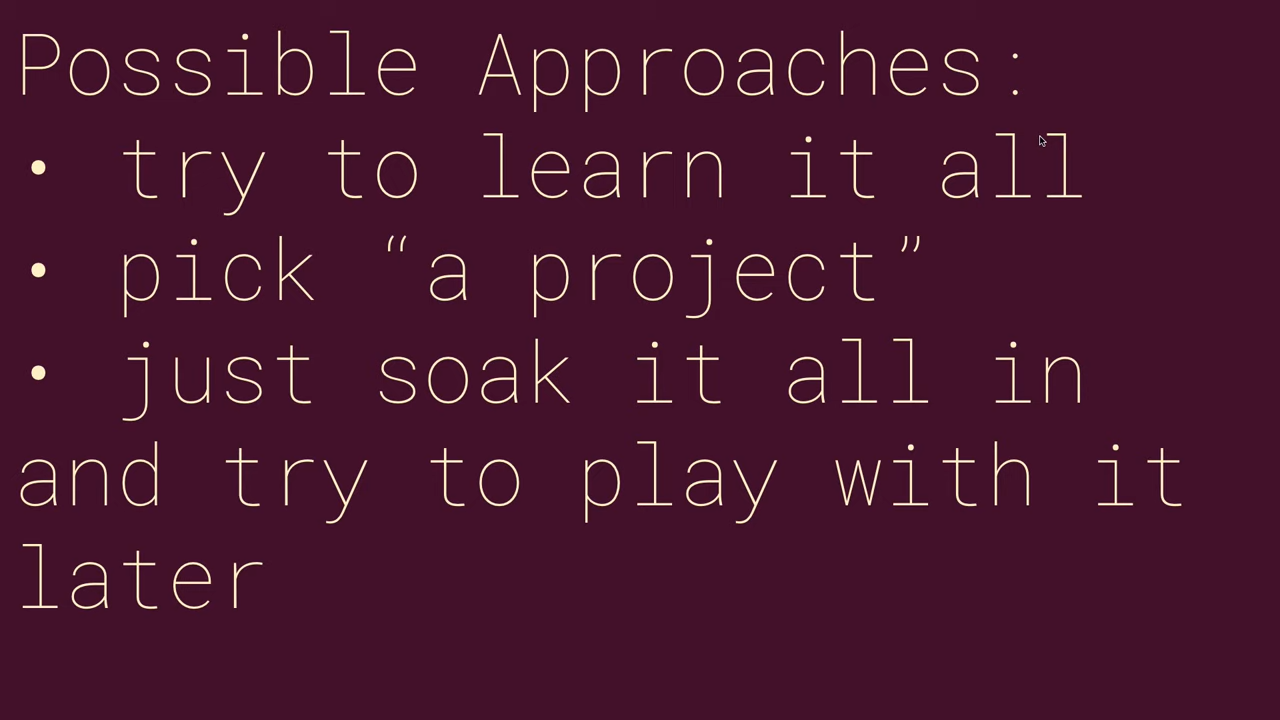 Possible Approaches:
• try to learn it all
• pick “a project”
• just soak it all in
and try to play with it
later